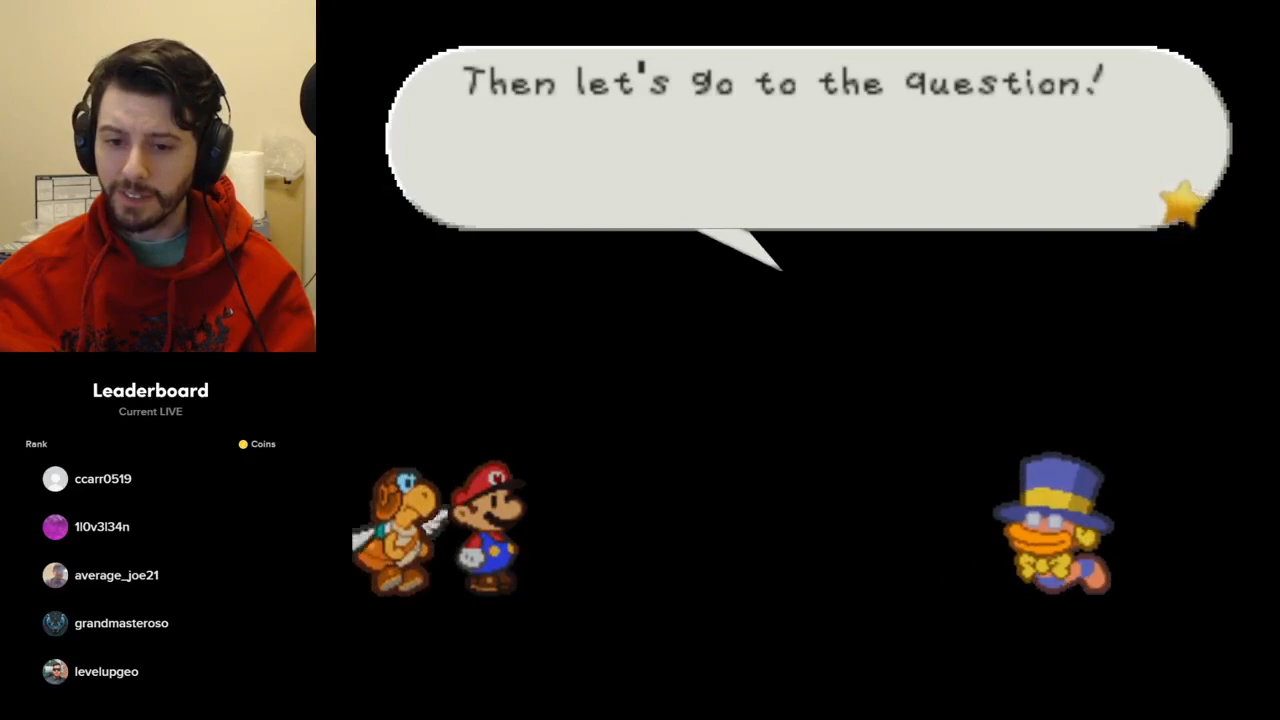 Then let's go to the question!
Leaderboard
Current LIVE
Rank Coins
ccarr0519
1l0v3l34n
average_joe21
grandmasteroso
levelupgeo